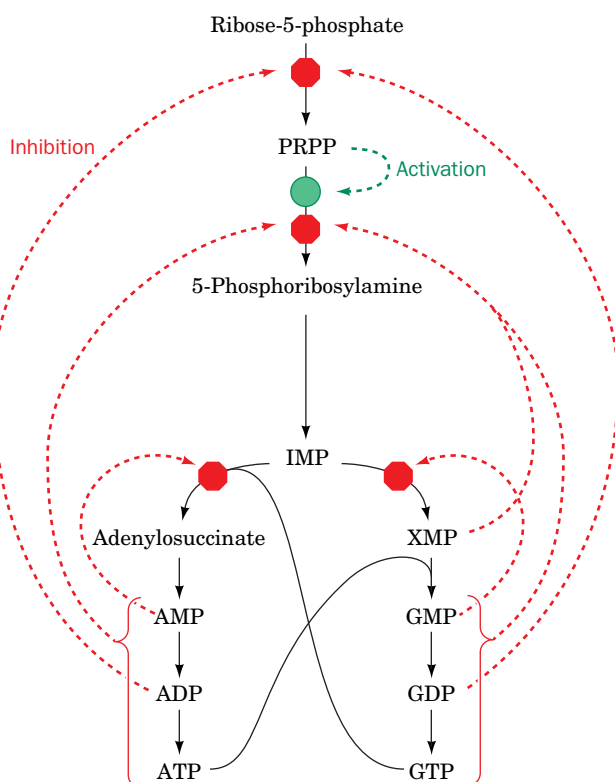 Ribose-5-phosphate
Inhibition
PRPP
Activation
5-Phosphoribosylamine
IMP
Adenylosuccinate
XMP
AMP
GMP
ADP
GDP
ATP
GTP